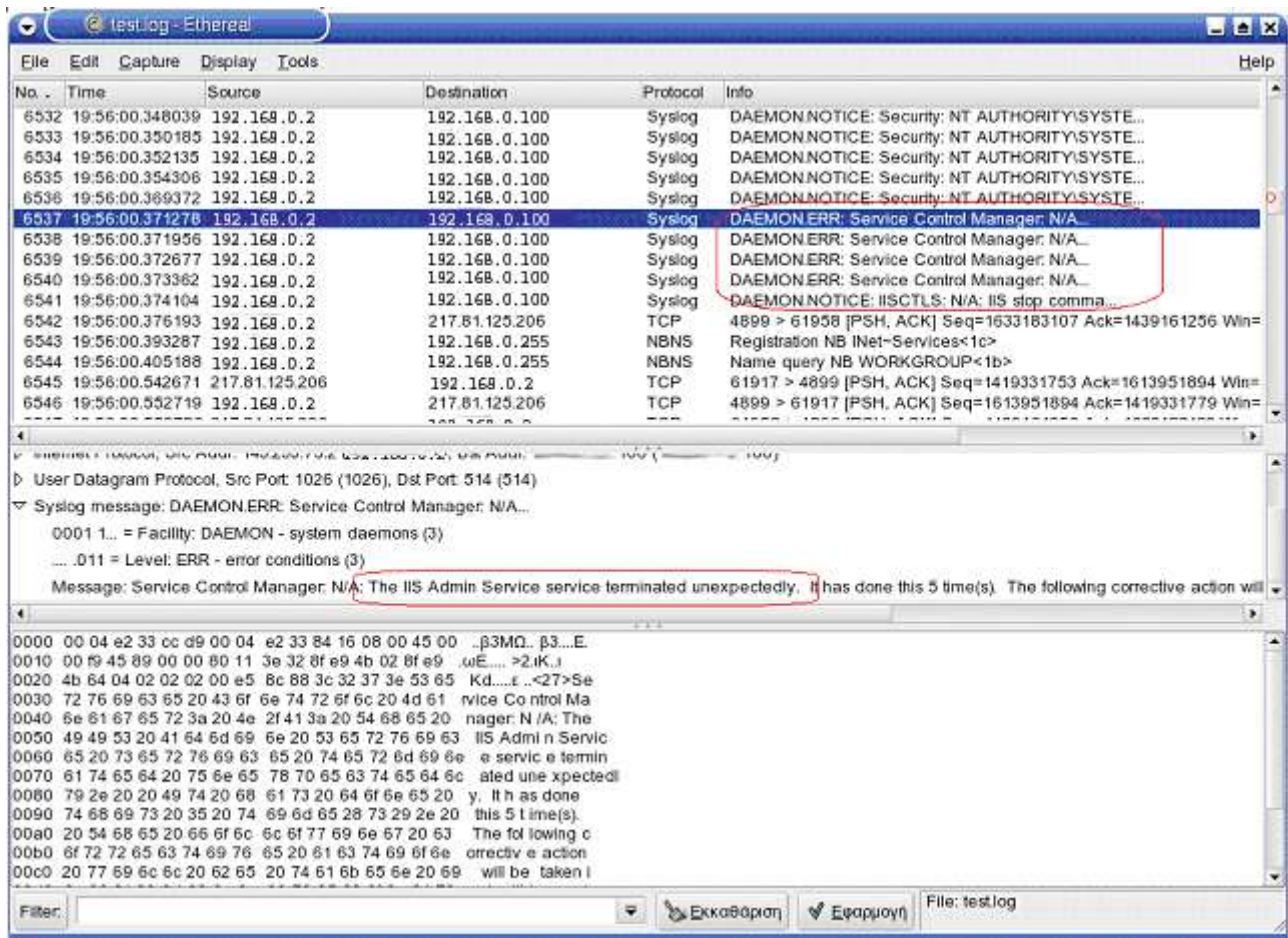 test.log - Ethereal
File Edit Capture Display Tools Help
No. . Time Source Destination Protocol Info
6532 19:56:00.348039 192.168.0.2 192.168.0.100 Syslog DAEMON.NOTICE: Security: NT AUTHORITY\SYSTE...
6533 19:56:00.350185 192.168.0.2 192.168.0.100 Syslog DAEMON.NOTICE: Security: NT AUTHORITY\SYSTE...
6534 19:56:00.352135 192.168.0.2 192.168.0.100 Syslog DAEMON.NOTICE: Security: NT AUTHORITY\SYSTE...
6535 19:56:00.354306 192.168.0.2 192.168.0.100 Syslog DAEMON.NOTICE: Security: NT AUTHORITY\SYSTE...
6536 19:56:00.369372 192.168.0.2 192.168.0.100 Syslog DAEMON.NOTICE: Security: NT AUTHORITY\SYSTE...
6537 19:56:00.371278 192.168.0.2 192.168.0.100 Syslog DAEMON.ERR: Service Control Manager: N/A...
6538 19:56:00.371956 192.168.0.2 192.168.0.100 Syslog DAEMON.ERR: Service Control Manager: N/A...
6539 19:56:00.372677 192.168.0.2 192.168.0.100 Syslog DAEMON.ERR: Service Control Manager: N/A...
6540 19:56:00.373362 192.168.0.2 192.168.0.100 Syslog DAEMON.ERR: Service Control Manager: N/A...
6541 19:56:00.374104 192.168.0.2 192.168.0.100 Syslog DAEMON.NOTICE: IISCTLS: N/A: IIS stop comma...
6542 19:56:00.376193 192.168.0.2 217.81.125.206 TCP 4899 > 61958 [PSH, ACK] Seq=1633183107 Ack=1439161256 Win=
6543 19:56:00.393287 192.168.0.2 192.168.0.255 NBNS Registration NB INet~Services<1c>
6544 19:56:00.405188 192.168.0.2 192.168.0.255 NBNS Name query NB WORKGROUP<1b>
6545 19:56:00.542671 217.81.125.206 192.168.0.2 TCP 61917 > 4899 [PSH, ACK] Seq=1419331753 Ack=1613951894 Win=
6546 19:56:00.552719 192.168.0.2 217.81.125.206 TCP 4899 > 61917 [PSH, ACK] Seq=1613951894 Ack=1419331779 Win=
User Datagram Protocol, Src Port: 1026 (1026), Dst Port: 514 (514)
Syslog message: DAEMON.ERR: Service Control Manager: N/A...
0001 1... = Facility: DAEMON - system daemons (3)
.... .011 = Level: ERR - error conditions (3)
Message: Service Control Manager: N/A: The IIS Admin Service service terminated unexpectedly. It has done this 5 time(s). The following corrective action will
0000 00 04 e2 33 cc d9 00 04 e2 33 84 16 08 00 45 00 ..β3ΜΩ.. β3....E.
0010 00 f9 45 89 00 00 80 11 3e 32 8f e9 4b 02 8f e9 .ωE..... >2.ιK..ι
0020 4b 64 04 02 02 02 00 e5 8c 88 3c 32 37 3e 53 65 Kd.....ε ..<27>Se
0030 72 76 69 63 65 20 43 6f 6e 74 72 6f 6c 20 4d 61 rvice Co ntrol Ma
0040 6e 61 67 65 72 3a 20 4e 2f 41 3a 20 54 68 65 20 nager: N /A: The
0050 49 49 53 20 41 64 6d 69 6e 20 53 65 72 76 69 63 IIS Admi n Servic
0060 65 20 73 65 72 76 69 63 65 20 74 65 72 6d 69 6e e servic e termin
0070 61 74 65 64 20 75 6e 65 78 70 65 63 74 65 64 6c ated une xpectedl
0080 79 2e 20 20 49 74 20 68 61 73 20 64 6f 6e 65 20 y. It h as done
0090 74 68 69 73 20 35 20 74 69 6d 65 28 73 29 2e 20 this 5 t ime(s).
00a0 20 54 68 65 20 66 6f 6c 6c 6f 77 69 6e 67 20 63 The fol lowing c
00b0 6f 72 72 65 63 74 69 76 65 20 61 63 74 69 6f 6e orrectiv e action
00c0 20 77 69 6c 6c 20 62 65 20 74 61 6b 65 6e 20 69 will be taken i
Filter: Εκκαθάριση Εφαρμογή File: test.log